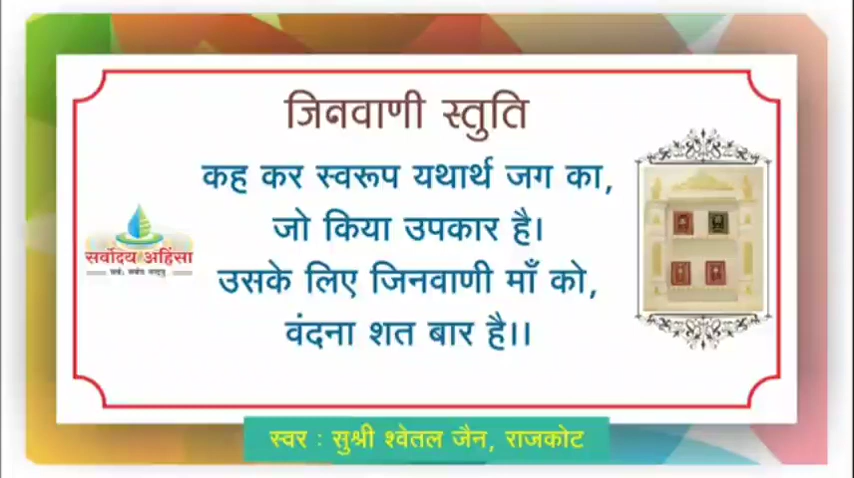 जिनवाणी स्तुति
कह कर स्वरूप यथार्थ जग का,
जो किया उपकार है।
उसके लिए जिनवाणी माँ को,
वंदना शत बार है।।
सर्वोदय अहिंसा
स्वर : सुश्री श्वेतल जैन, राजकोट